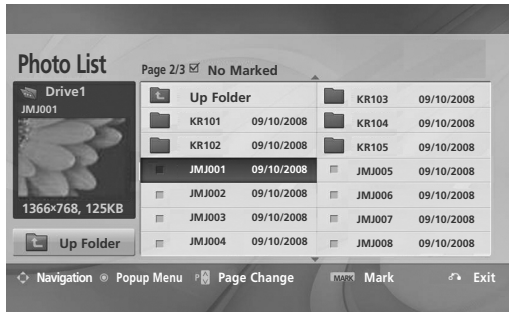 Photo List
Page 2/3 No Marked
Drive1
JMJ001
1366×768, 125KB
Up Folder
Up Folder
KR101 09/10/2008
KR102 09/10/2008
JMJ001 09/10/2008
JMJ002 09/10/2008
JMJ003 09/10/2008
JMJ004 09/10/2008
KR103 09/10/2008
KR104 09/10/2008
KR105 09/10/2008
JMJ005 09/10/2008
JMJ006 09/10/2008
JMJ007 09/10/2008
JMJ008 09/10/2008
Navigation Popup Menu P Page Change MARK Mark Exit